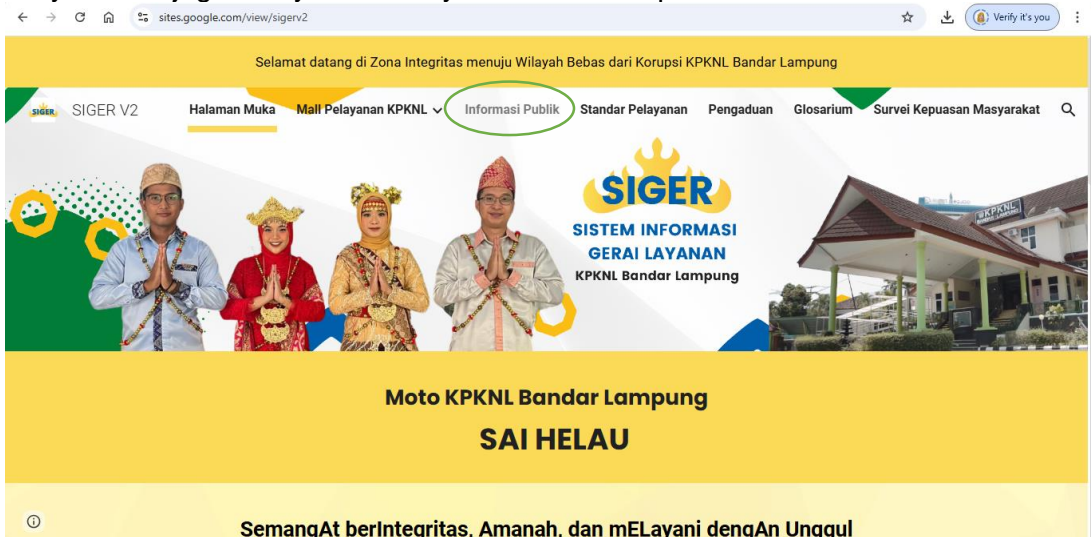 sites.google.com/view/sigerv2
Verify it's you
Selamat datang di Zona Integritas menuju Wilayah Bebas dari Korupsi KPKNL Bandar Lampung
SIGER SIGER V2 Halaman Muka Mall Pelayanan KPKNL Informasi Publik Standar Pelayanan Pengaduan Glosarium Survei Kepuasan Masyarakat
SIGER
SISTEM INFORMASI
GERAI LAYANAN
KPKNL Bandar Lampung
KPKNL
Moto KPKNL Bandar Lampung
SAI HELAU
SemangAt berIntegritas, Amanah, dan mELayani dengAn Unggul